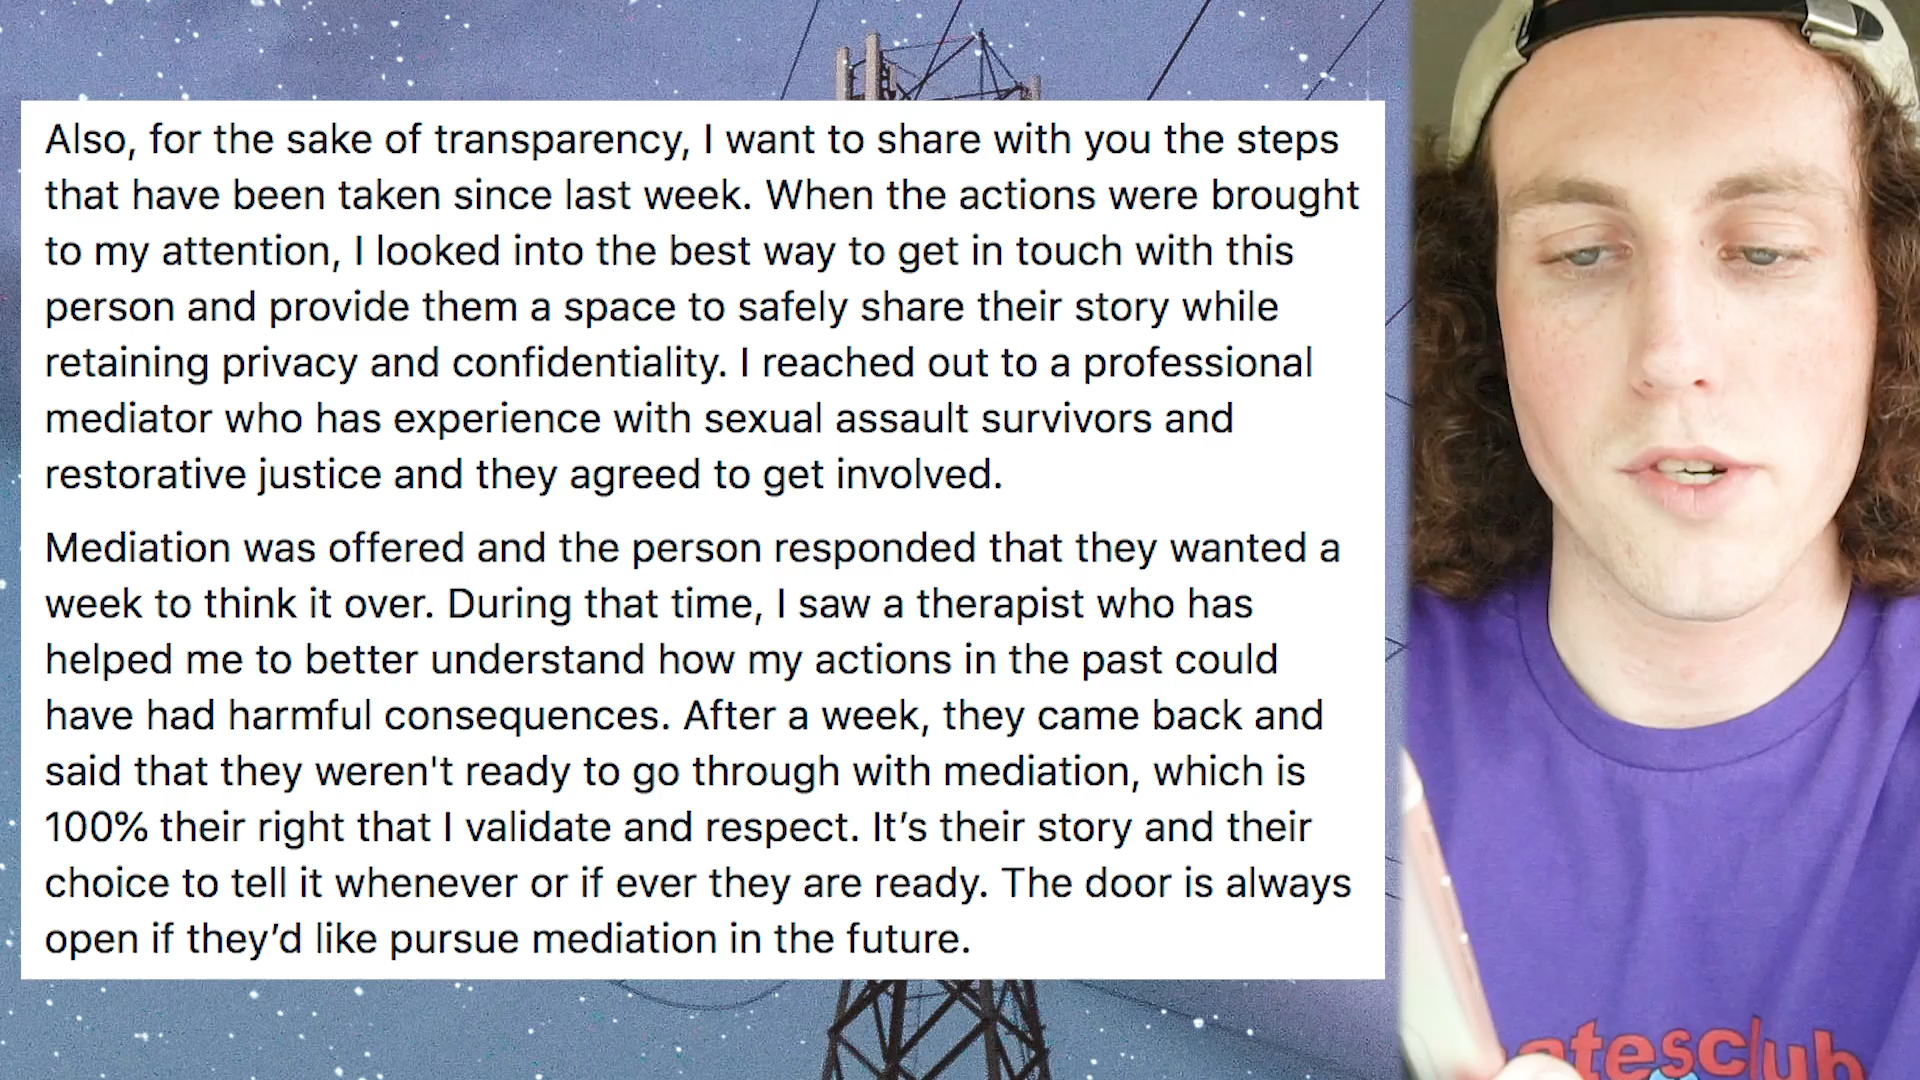 Also, for the sake of transparency, I want to share with you the steps
that have been taken since last week. When the actions were brought
to my attention, I looked into the best way to get in touch with this
person and provide them a space to safely share their story while
retaining privacy and confidentiality. I reached out to a professional
mediator who has experience with sexual assault survivors and
restorative justice and they agreed to get involved.
Mediation was offered and the person responded that they wanted a
week to think it over. During that time, I saw a therapist who has
helped me to better understand how my actions in the past could
have had harmful consequences. After a week, they came back and
said that they weren't ready to go through with mediation, which is
100% their right that I validate and respect. It’s their story and their
choice to tell it whenever or if ever they are ready. The door is always
open if they’d like pursue mediation in the future.